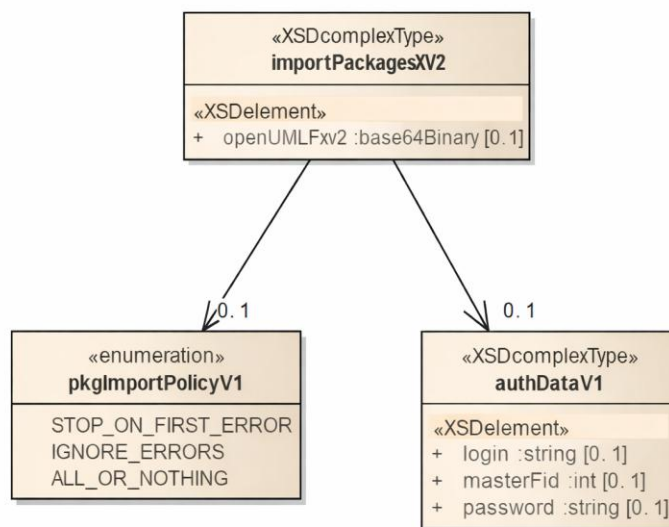 «XSDcomplexType»
importPackagesXV2
«XSDelement»
+ openUMLFxv2 :base64Binary [0.1]
0.1
0.1
«enumeration»
pkgImportPolicyV1
STOP_ON_FIRST_ERROR
IGNORE_ERRORS
ALL_OR_NOTHING
«XSDcomplexType»
authDataV1
«XSDelement»
+ login :string [0.1]
+ masterFid :int [0.1]
+ password :string [0.1]